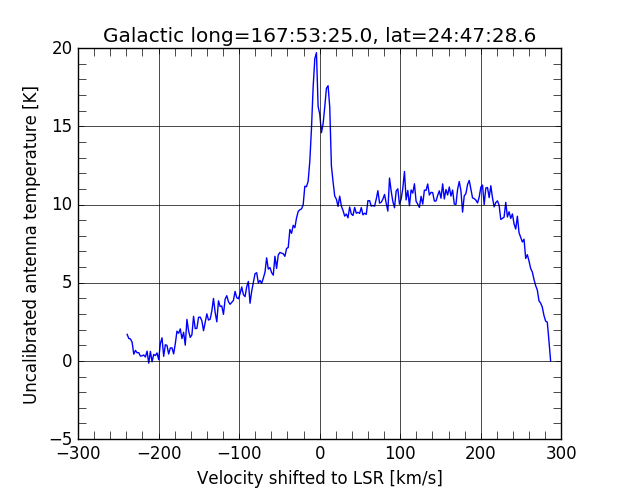 Galactic long=167:53:25.0, lat=24:47:28.6
Uncalibrated antenna temperature [K]
20
15
10
5
0
−5
−300 −200 −100 0 100 200 300
Velocity shifted to LSR [km/s]